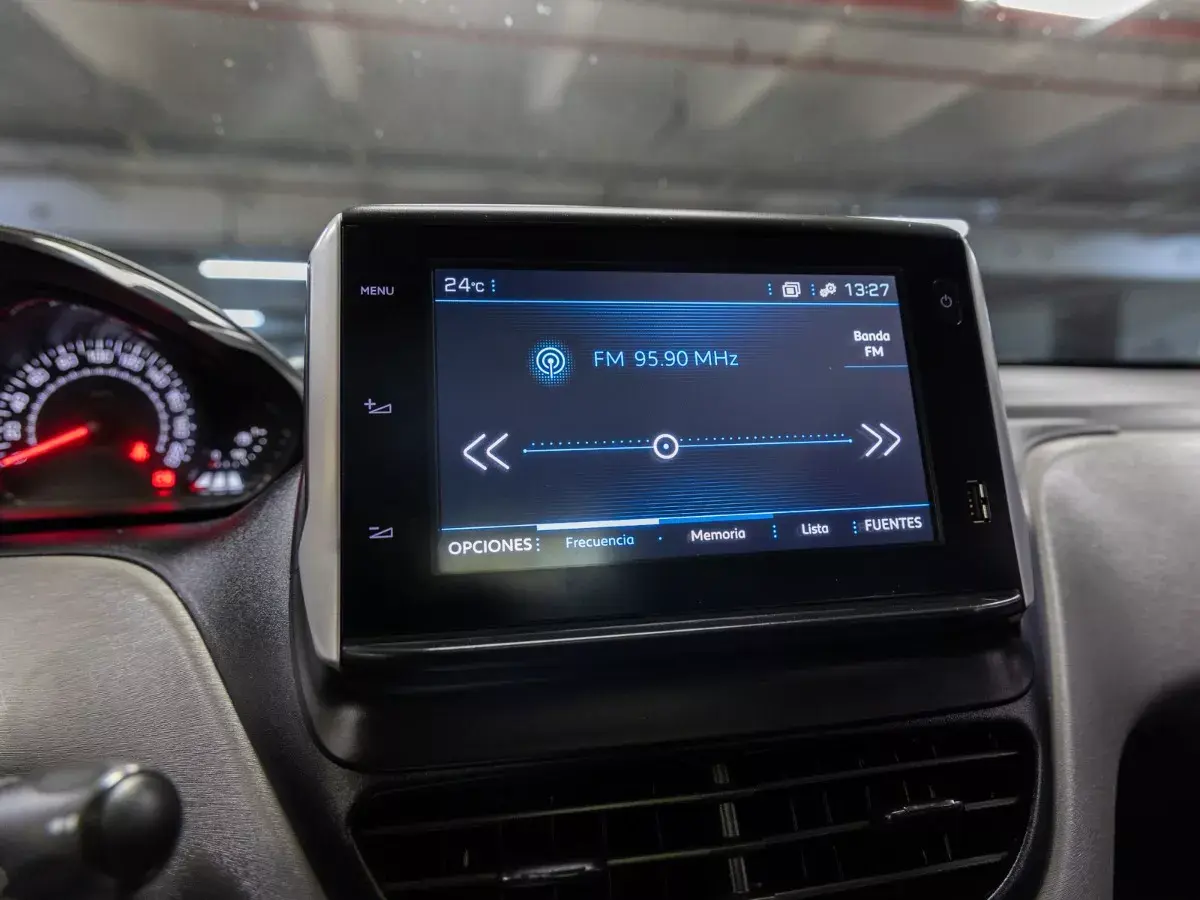 MENU
24°C
13:27
Banda
FM
FM 95.90 MHz
OPCIONES
Frecuencia
Memoria
Lista
FUENTES